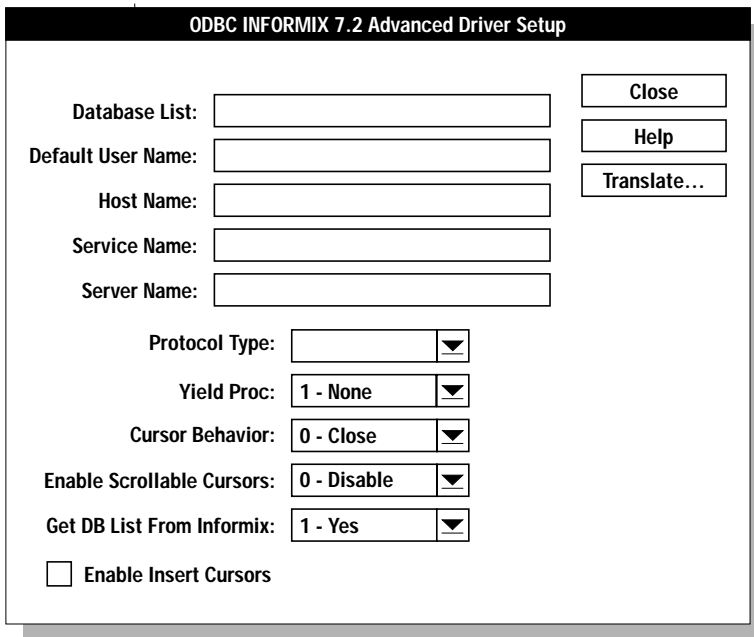 ODBC INFORMIX 7.2 Advanced Driver Setup
Database List:
Default User Name:
Host Name:
Service Name:
Server Name:
Close
Help
Translate...
Protocol Type:
Yield Proc: 1 - None
Cursor Behavior: 0 - Close
Enable Scrollable Cursors: 0 - Disable
Get DB List From Informix: 1 - Yes
Enable Insert Cursors